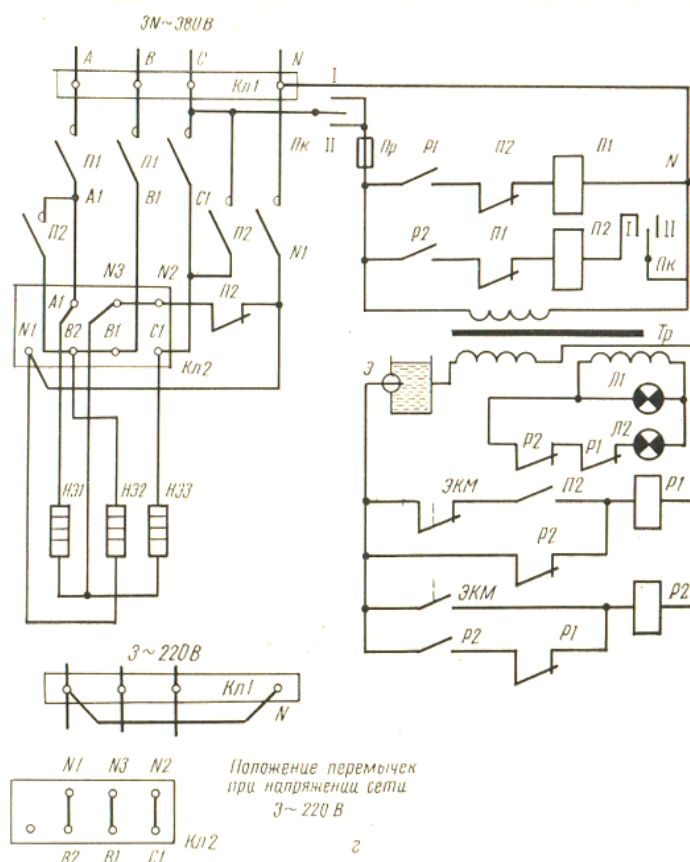 3N~380В
A B C N
Кл1
I
Пк II Пр Р1 П2 П1 N
П1 П1
A1 B1 C1 П2 N1
П2
Р2 П1 П2 I II
Пк
N3 N2 П2
A1
N1 B2 B1 C1
Кл2
Тр
Э
Л1
Р2 Р1 Л2
НЭ1 НЭ2 НЭ3
ЭКМ П2 Р1
Р2
ЭКМ Р2
Р2 Р1
3~220В
Кл1
N
N1 N3 N2
Кл2
B2 B1 C1
Положение перемычек
при напряжении сети
3~220 В
г